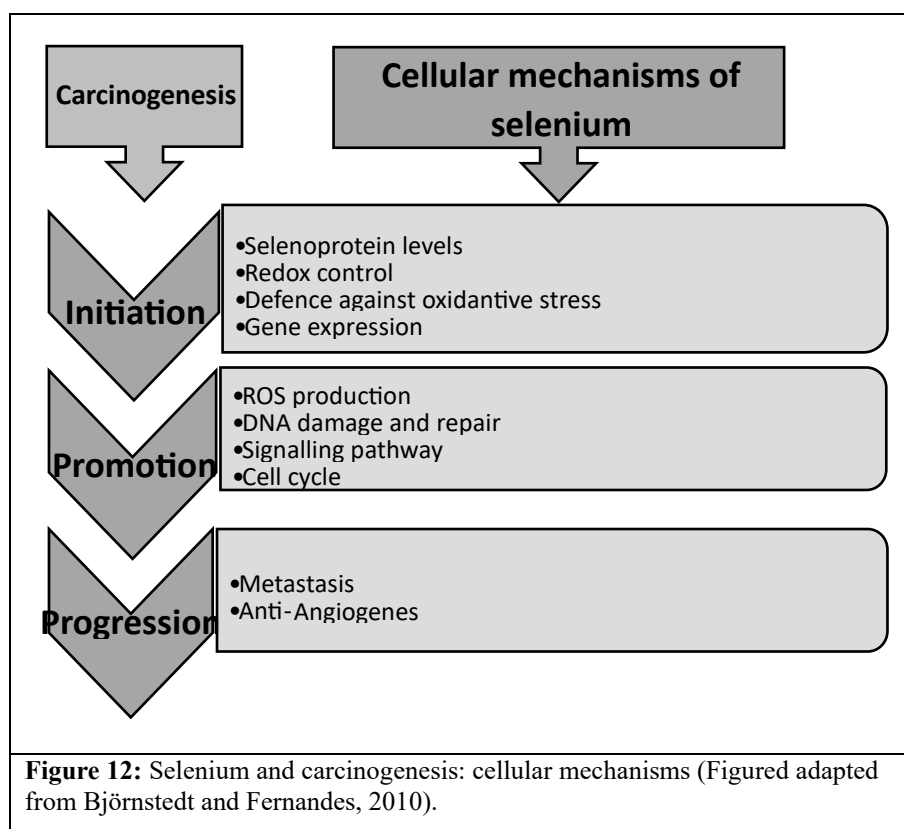 Carcinogenesis
Cellular mechanisms of
selenium
Initiation
•Selenoprotein levels
•Redox control
•Defence against oxidantive stress
•Gene expression
Promotion
•ROS production
•DNA damage and repair
•Signalling pathway
•Cell cycle
Progression
•Metastasis
•Anti-Angiogenes
Figure 12: Selenium and carcinogenesis: cellular mechanisms (Figured adapted
from Björnstedt and Fernandes, 2010).